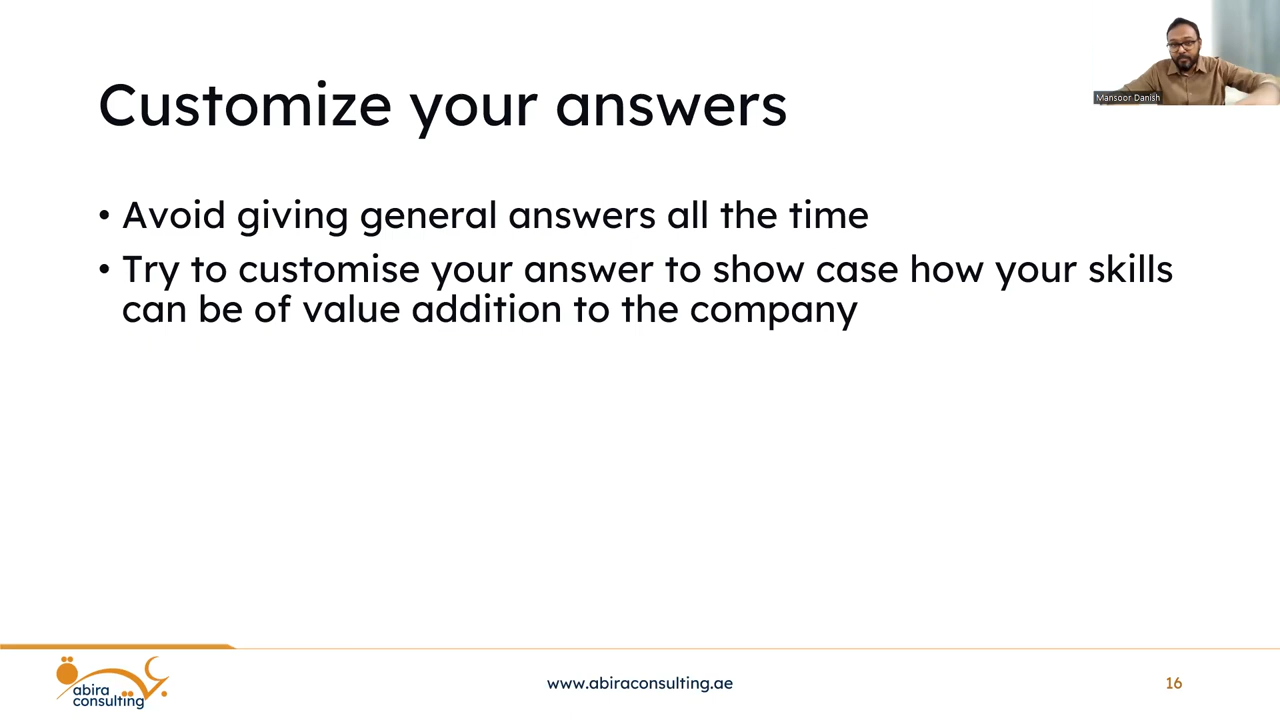 Mansoor Danish
Customize your answers
• Avoid giving general answers all the time
• Try to customise your answer to show case how your skills
can be of value addition to the company
abira
consulting
www.abiraconsulting.ae
16